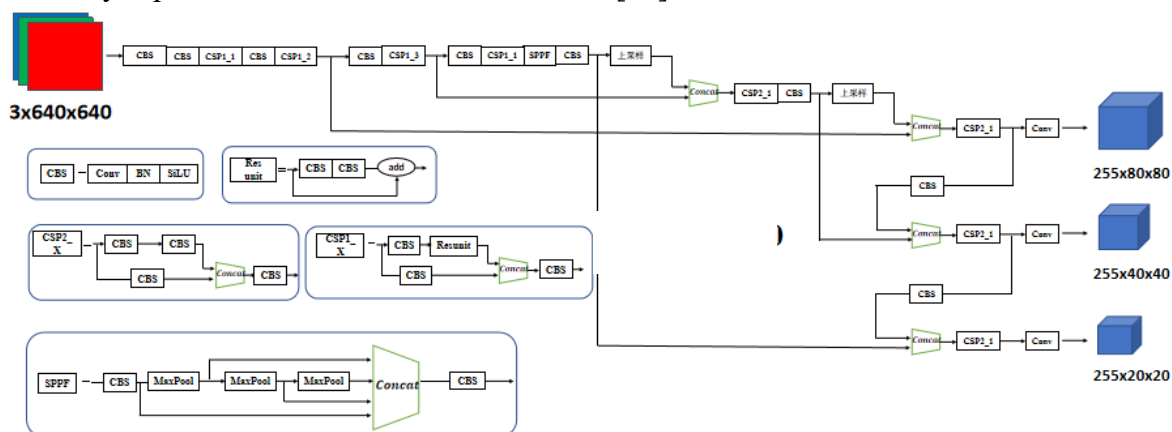 CBS CBS CSP1_1 CBS CSP1_2 CBS CSP1_3 CBS CSP1_1 SPPF CBS 上采样
3x640x640
Concat CSP2_1 CBS 上采样
Concat CSP2_1 Conv
255x80x80
CBS Conv BN SiLU
Res unit = CBS CBS add
CBS
CSP2_X CBS CBS
CBS Concat CBS
CSP1_X CBS Resunit
CBS Concat CBS
)
Concat CSP2_1 Conv
255x40x40
CBS
Concat CSP2_1 Conv
255x20x20
SPPF CBS MaxPool MaxPool MaxPool Concat CBS